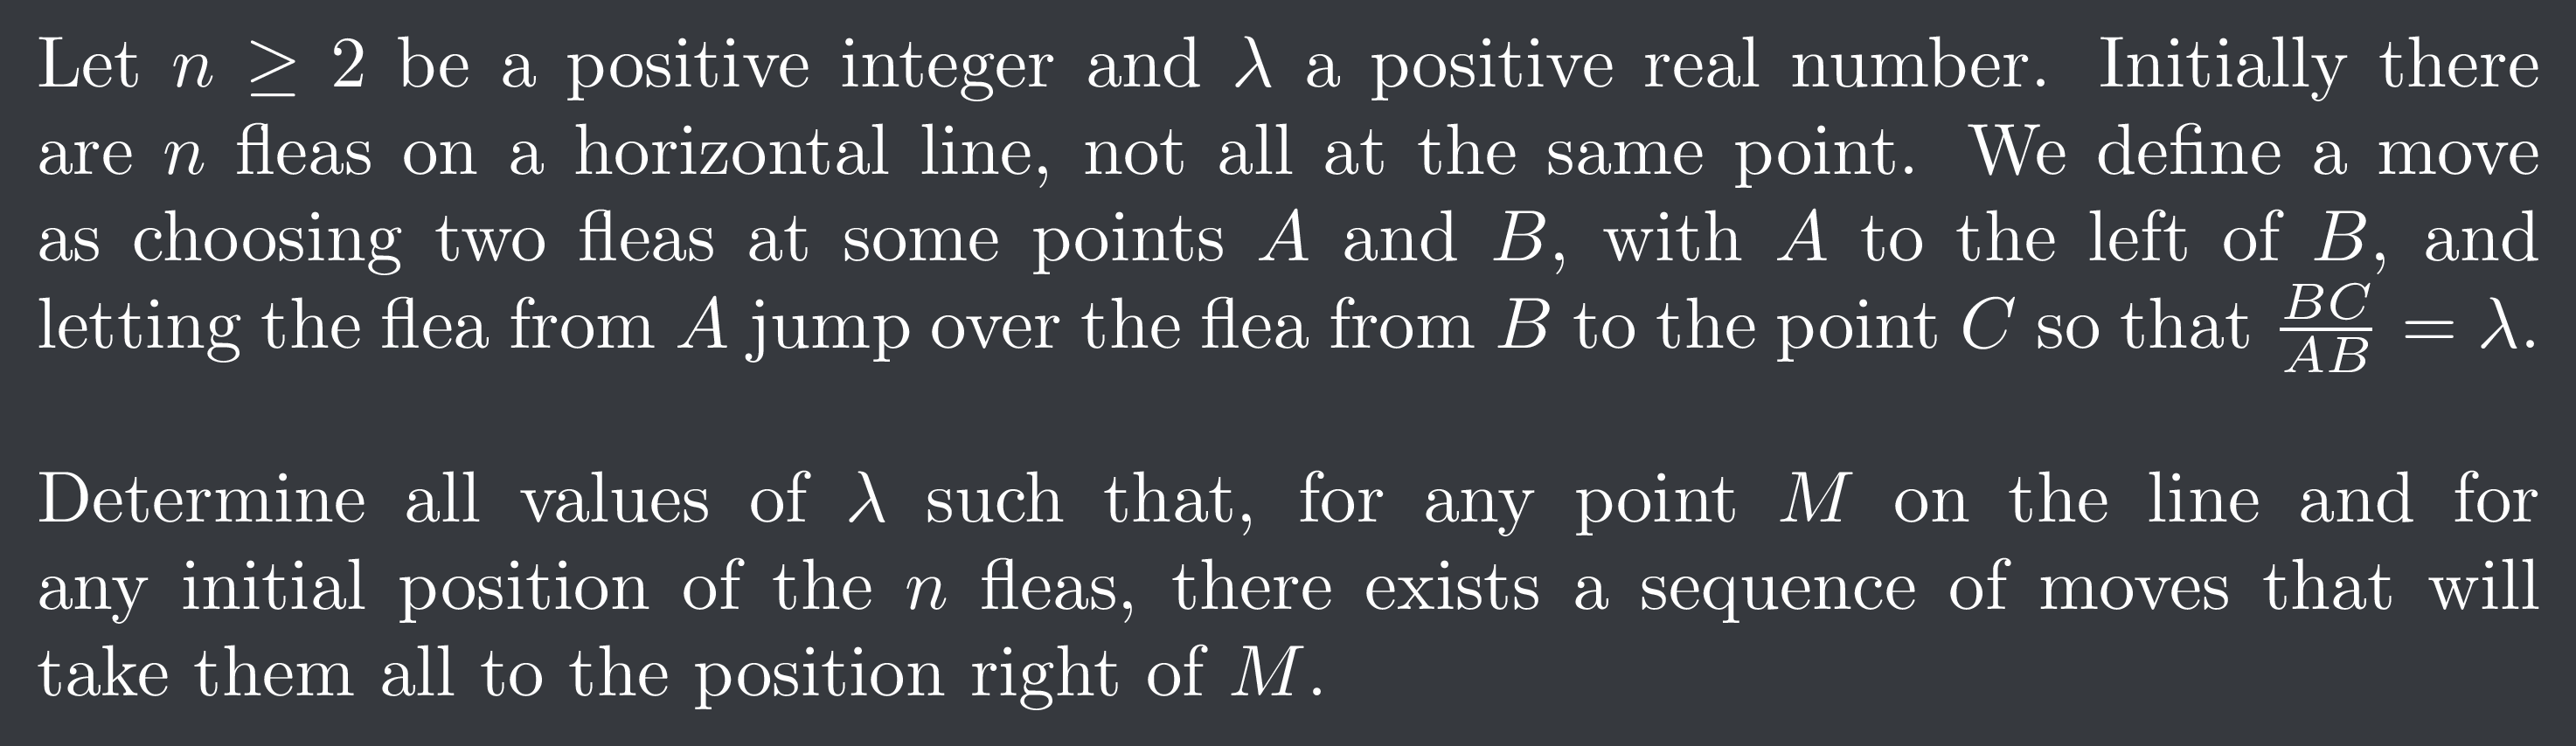 Let n ≥ 2 be a positive integer and λ a positive real number. Initially there
are n fleas on a horizontal line, not all at the same point. We define a move
as choosing two fleas at some points A and B, with A to the left of B, and
letting the flea from A jump over the flea from B to the point C so that \frac{BC}{AB} = λ.
Determine all values of λ such that, for any point M on the line and for
any initial position of the n fleas, there exists a sequence of moves that will
take them all to the position right of M.